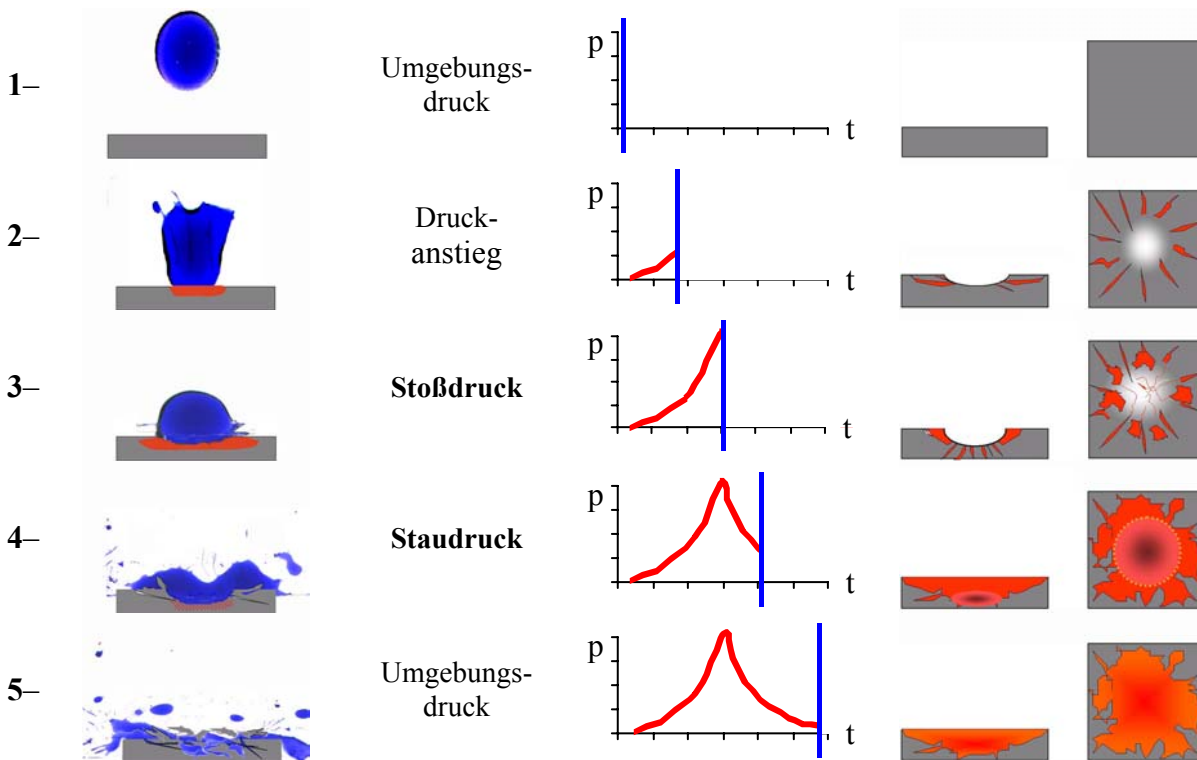 1–
Umgebungs-
druck
p
t
2–
Druck-
anstieg
p
t
3–
Stoßdruck
p
t
4–
Staudruck
p
t
5–
Umgebungs-
druck
p
t